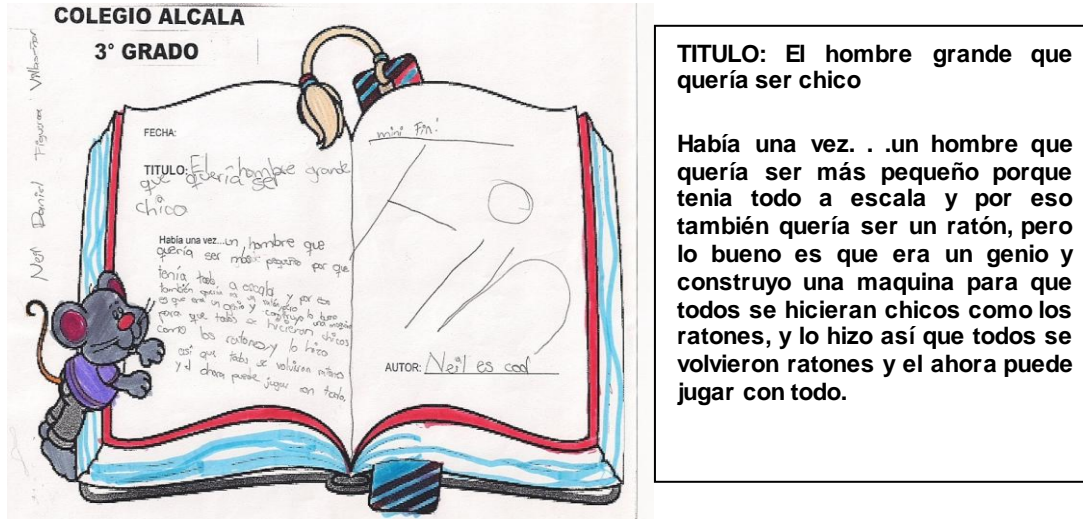 COLEGIO ALCALA
3° GRADO
Neil Daniel Figueroa
FECHA:
TITULO: El hombre grande
que quería ser
chico
Habia una vez...un hombre que
quería ser más pequeño por que
tenía todo a escala y por eso
también quería ser un ratón,pero lo bueno
es que era un genio y construyo una maquina
para que todos se hicieran chicos
como los ratones,y lo hizo
así que todos se volvieron ratones
y el ahora puede jugar con todo.
mini Fin!
AUTOR: Neil es cool
TITULO: El hombre grande que
quería ser chico
Había una vez. . .un hombre que
quería ser más pequeño porque
tenia todo a escala y por eso
también quería ser un ratón, pero
lo bueno es que era un genio y
construyo una maquina para que
todos se hicieran chicos como los
ratones, y lo hizo así que todos se
volvieron ratones y el ahora puede
jugar con todo.